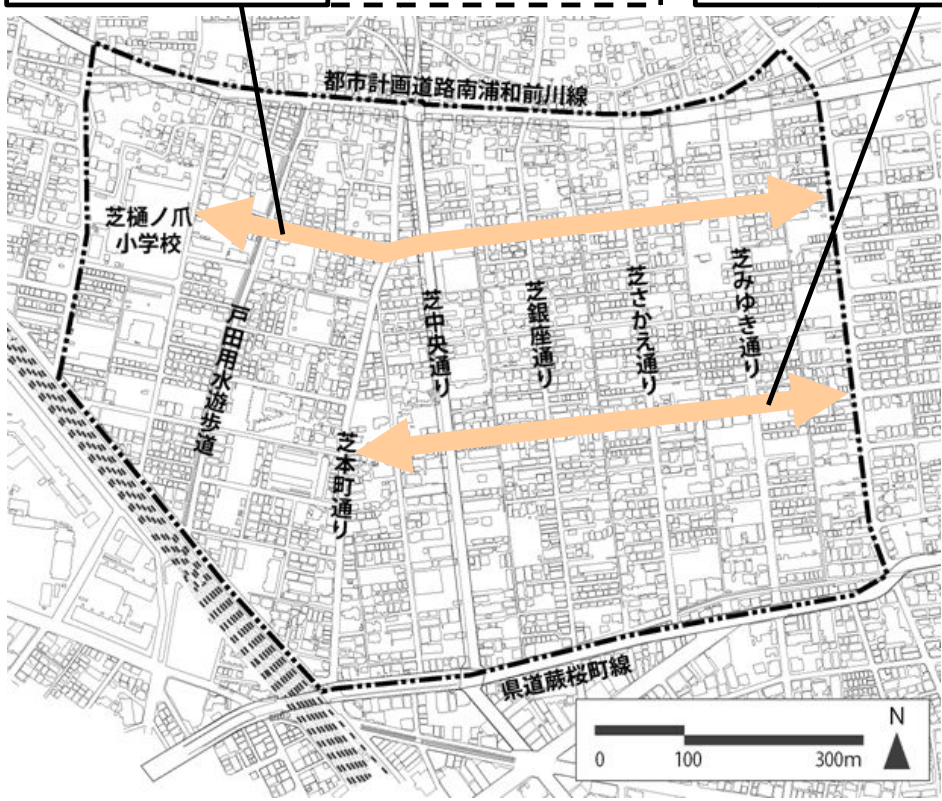 都市計画道路南浦和前川線
芝樋ノ爪
小学校
戸田用水遊歩道
芝本町通り
芝中央通り
芝銀座通り
芝さかえ通り
芝みゆき通り
県道蕨桜町線
N
0 100 300m